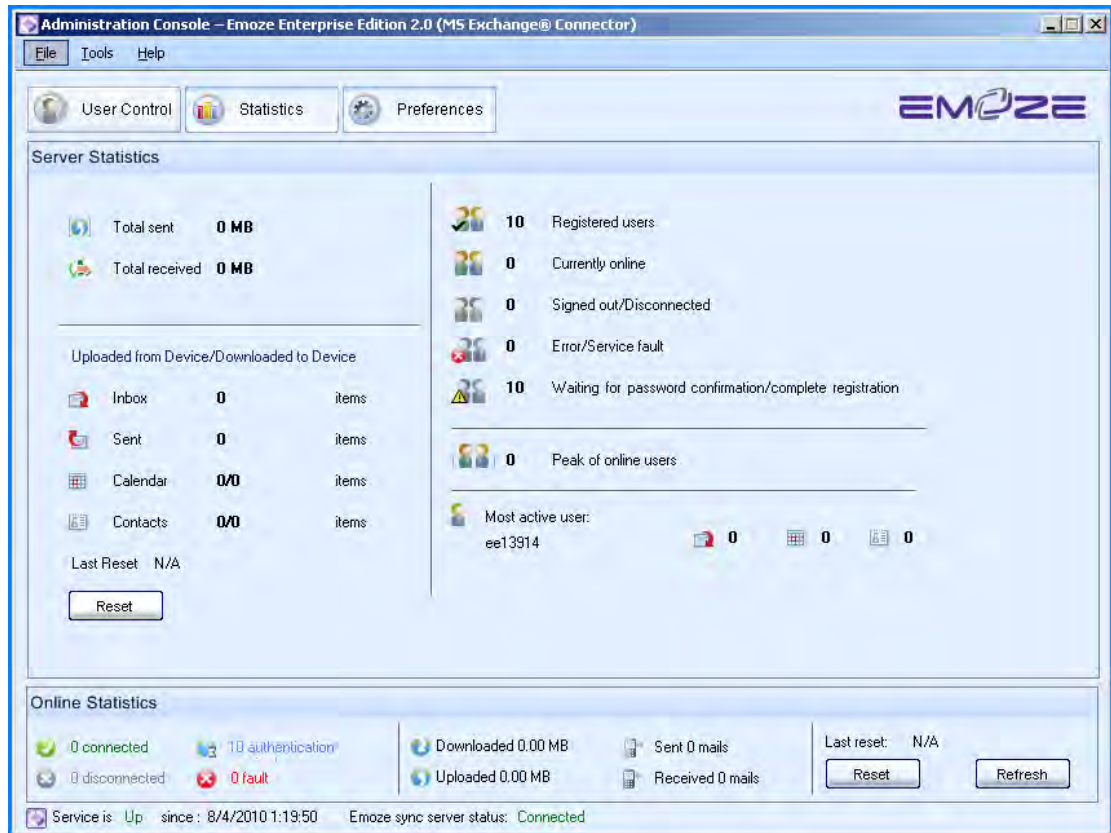 Administration Console – Emoze Enterprise Edition 2.0 (MS Exchange® Connector)
File Tools Help
User Control Statistics Preferences
EMOZE
Server Statistics
Total sent 0 MB
Total received 0 MB
Uploaded from Device/Downloaded to Device
Inbox 0 items
Sent 0 items
Calendar 0/0 items
Contacts 0/0 items
Last Reset N/A
Reset
10 Registered users
0 Currently online
0 Signed out/Disconnected
0 Error/Service fault
10 Waiting for password confirmation/complete registration
0 Peak of online users
Most active user:
ee13914
0 0 0
Online Statistics
0 connected 10 authentication
0 disconnected 0 fault
Downloaded 0.00 MB Sent 0 mails
Uploaded 0.00 MB Received 0 mails
Last reset: N/A
Reset Refresh
Service is Up since : 8/4/2010 1:19:50 Emoze sync server status: Connected